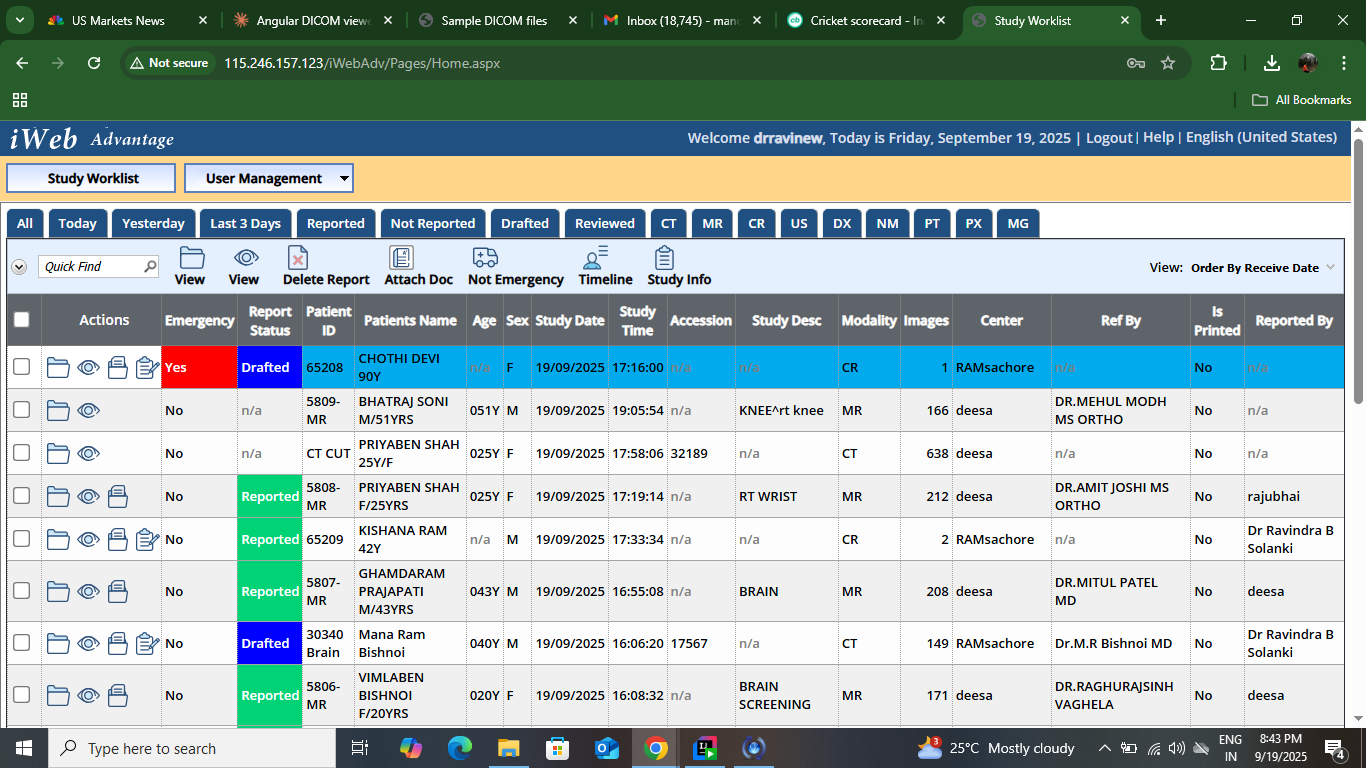 US Markets News
Angular DICOM viewe
Sample DICOM files
Inbox (18,745) - man
Cricket scorecard - In
Study Worklist
Not secure
115.246.157.123/iWebAdv/Pages/Home.aspx
All Bookmarks
iWeb Advantage
Welcome drravinew, Today is Friday, September 19, 2025 | Logout | Help | English (United States)
Study Worklist
User Management
All
Today
Yesterday
Last 3 Days
Reported
Not Reported
Drafted
Reviewed
CT
MR
CR
US
DX
NM
PT
PX
MG
Quick Find
View
View
Delete Report
Attach Doc
Not Emergency
Timeline
Study Info
View: Order By Receive Date
Actions
Emergency
Report
Status
Patient
ID
Patients Name
Age
Sex
Study Date
Study
Time
Accession
Study Desc
Modality
Images
Center
Ref By
Is
Printed
Reported By
Yes
Drafted
65208
CHOTHI DEVI
90Y
n/a
F
19/09/2025
17:16:00
n/a
n/a
CR
1
RAMsachore
n/a
No
n/a
No
n/a
5809-
MR
BHATRAJ SONI
M/51YRS
051Y
M
19/09/2025
19:05:54
n/a
KNEE^rt knee
MR
166
deesa
DR.MEHUL MODH
MS ORTHO
No
n/a
No
n/a
CT CUT
PRIYABEN SHAH
25Y/F
025Y
F
19/09/2025
17:58:06
32189
n/a
CT
638
deesa
n/a
No
n/a
No
Reported
5808-
MR
PRIYABEN SHAH
F/25YRS
025Y
F
19/09/2025
17:19:14
n/a
RT WRIST
MR
212
deesa
DR.AMIT JOSHI MS
ORTHO
No
rajubhai
No
Reported
65209
KISHANA RAM
42Y
n/a
M
19/09/2025
17:33:34
n/a
n/a
CR
2
RAMsachore
n/a
No
Dr Ravindra B
Solanki
No
Reported
5807-
MR
GHAMDARAM
PRAJAPATI
M/43YRS
043Y
M
19/09/2025
16:55:08
n/a
BRAIN
MR
208
deesa
DR.MITUL PATEL
MD
No
deesa
No
Drafted
30340
Brain
Mana Ram
Bishnoi
040Y
M
19/09/2025
16:06:20
17567
n/a
CT
149
RAMsachore
Dr.M.R Bishnoi MD
No
Dr Ravindra B
Solanki
No
Reported
5806-
MR
VIMLABEN
BISHNOI
F/20YRS
020Y
F
19/09/2025
16:08:32
n/a
BRAIN
SCREENING
MR
171
deesa
DR.RAGHURAJSINH
VAGHELA
No
deesa
Type here to search
3
25°C Mostly cloudy
ENG
IN
8:43 PM
9/19/2025
4